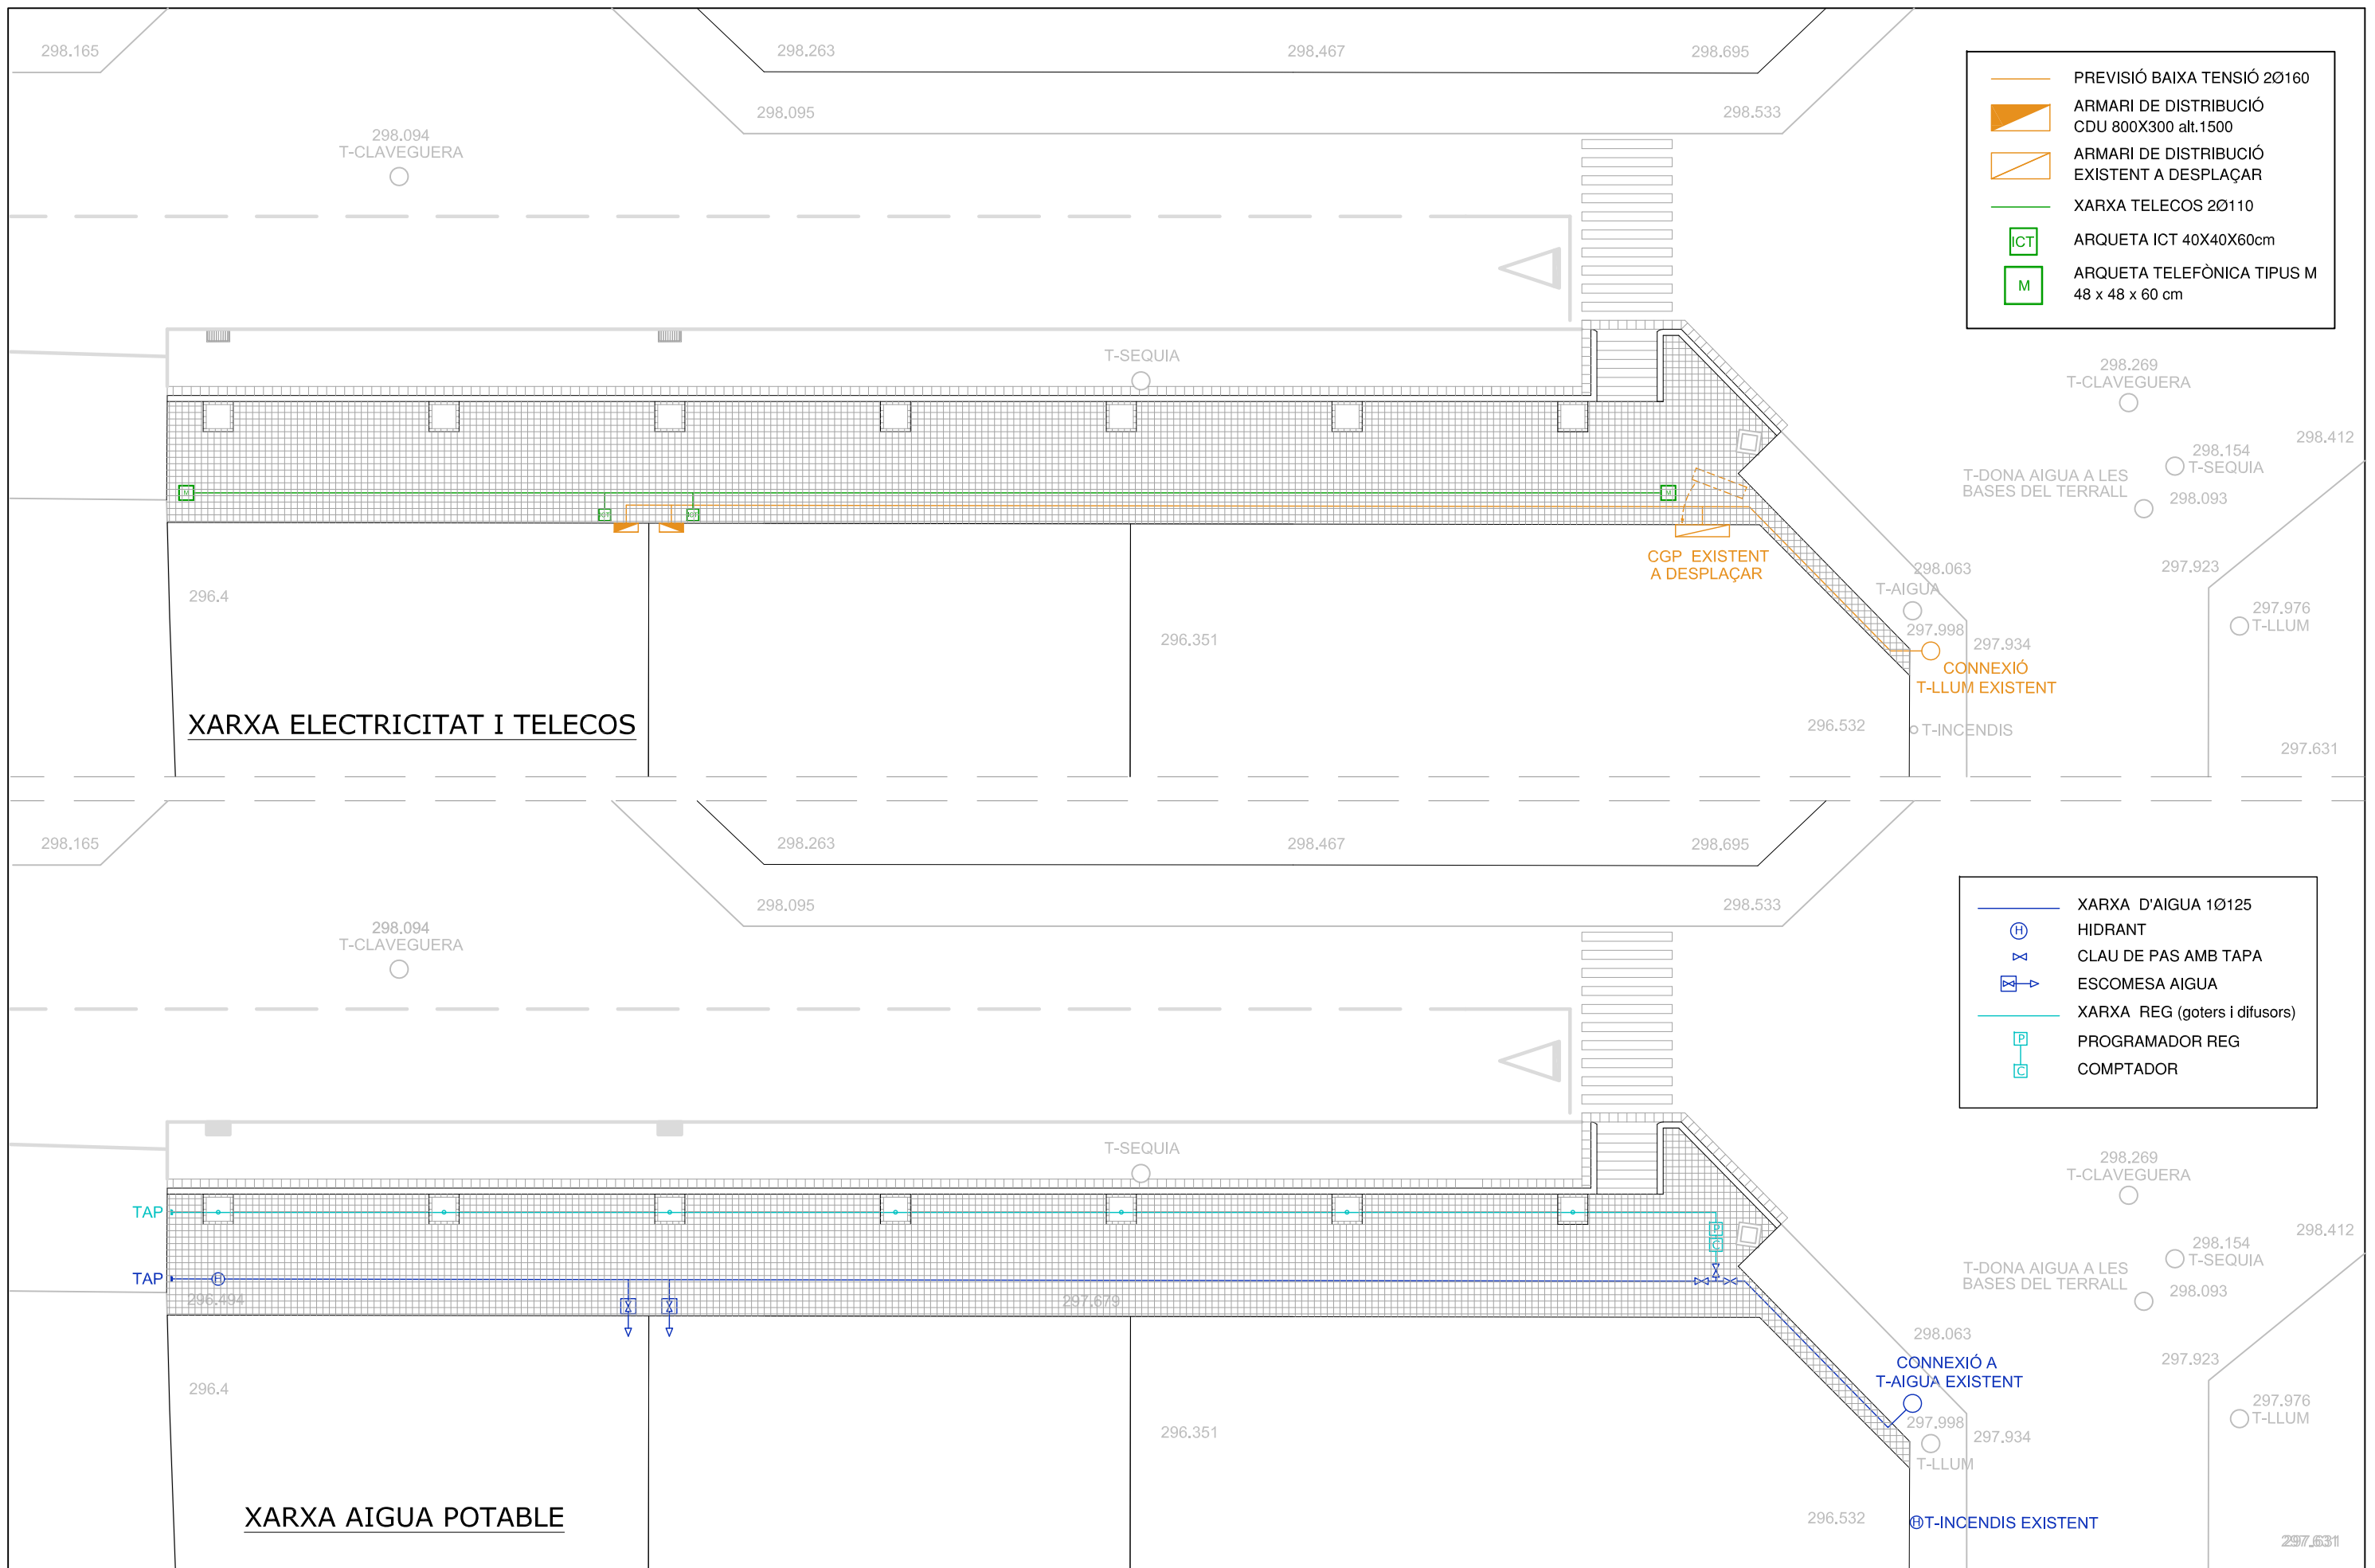 298.165
298.263
298.467
298.695
298.095
298.533
298.094
T-CLAVEGUERA
PREVISIÓ BAIXA TENSIÓ 2Ø160
ARMARI DE DISTRIBUCIÓ
CDU 800X300 alt.1500
ARMARI DE DISTRIBUCIÓ
EXISTENT A DESPLAÇAR
XARXA TELECOS 2Ø110
ICT
ARQUETA ICT 40X40X60cm
M
ARQUETA TELEFÒNICA TIPUS M
48 x 48 x 60 cm
T-SEQUIA
298.269
T-CLAVEGUERA
298.412
298.154
T-SEQUIA
T-DONA AIGUA A LES
BASES DEL TERRALL
298.093
M
M
ICT
ICT
CGP EXISTENT
A DESPLAÇAR
298.063
T-AIGUA
297.923
296.4
296.351
297.976
T-LLUM
297.998
297.934
CONNEXIÓ
T-LLUM EXISTENT
XARXA ELECTRICITAT I TELECOS
296.532
T-INCENDIS
297.631
298.165
298.263
298.467
298.695
298.095
298.533
298.094
T-CLAVEGUERA
XARXA D'AIGUA 1Ø125
H
HIDRANT
CLAU DE PAS AMB TAPA
ESCOMESA AIGUA
XARXA REG (goters i difusors)
P
PROGRAMADOR REG
C
COMPTADOR
T-SEQUIA
298.269
T-CLAVEGUERA
298.412
298.154
T-SEQUIA
T-DONA AIGUA A LES
BASES DEL TERRALL
298.093
TAP
P
C
TAP
H
296.494
297.679
298.063
CONNEXIÓ A
T-AIGUA EXISTENT
297.923
296.4
296.351
297.976
T-LLUM
297.998
297.934
T-LLUM
XARXA AIGUA POTABLE
296.532
H
T-INCENDIS EXISTENT
297.631